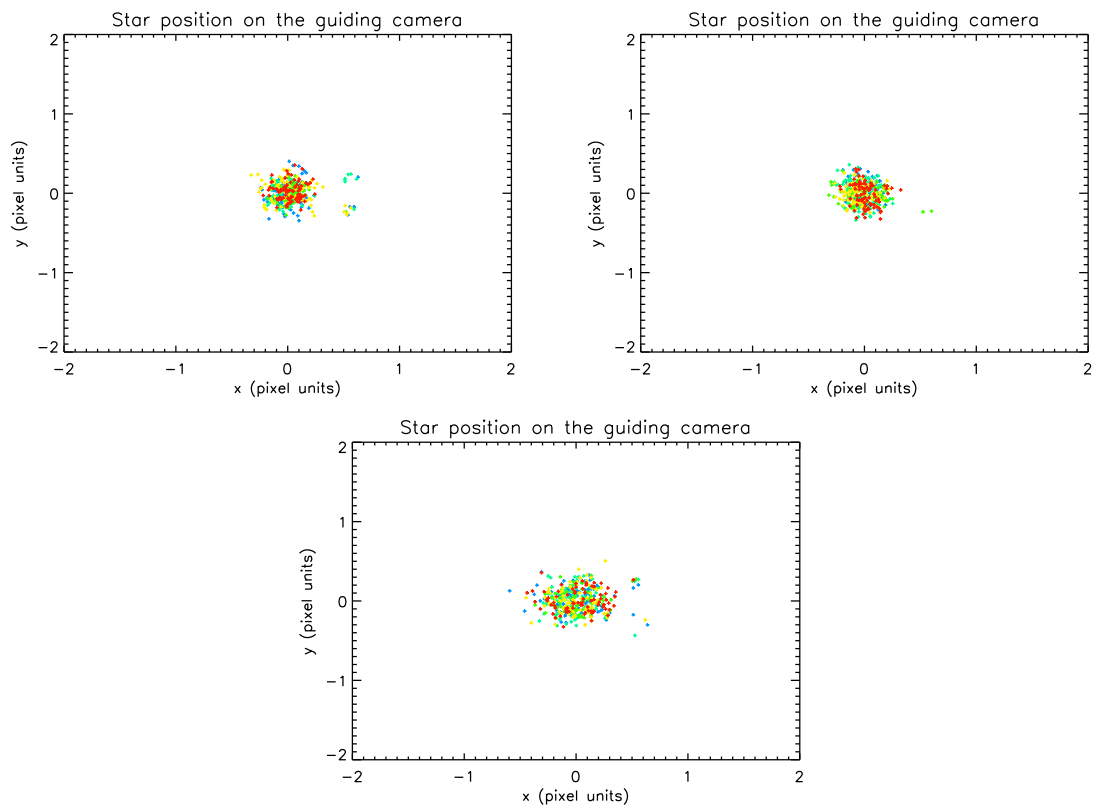 Star position on the guiding camera
2
1
0
−1
−2
y (pixel units)
−2 −1 0 1 2
x (pixel units)
Star position on the guiding camera
2
1
0
−1
−2
y (pixel units)
−2 −1 0 1 2
x (pixel units)
Star position on the guiding camera
2
1
0
−1
−2
y (pixel units)
−2 −1 0 1 2
x (pixel units)